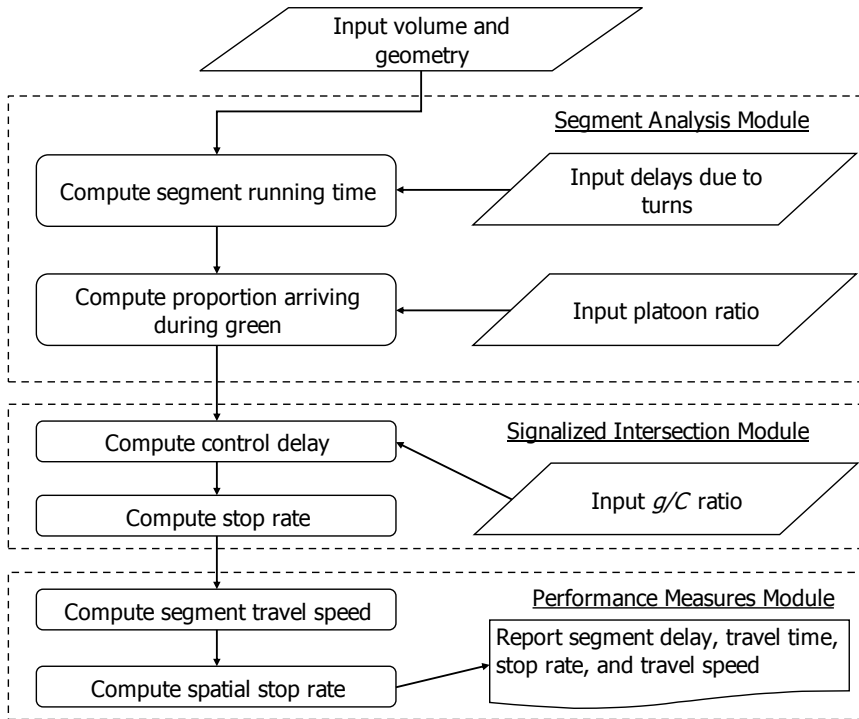 Input volume and
geometry
Segment Analysis Module
Compute segment running time
Input delays due to
turns
Compute proportion arriving
during green
Input platoon ratio
Signalized Intersection Module
Compute control delay
Input g/C ratio
Compute stop rate
Performance Measures Module
Compute segment travel speed
Report segment delay, travel time,
stop rate, and travel speed
Compute spatial stop rate